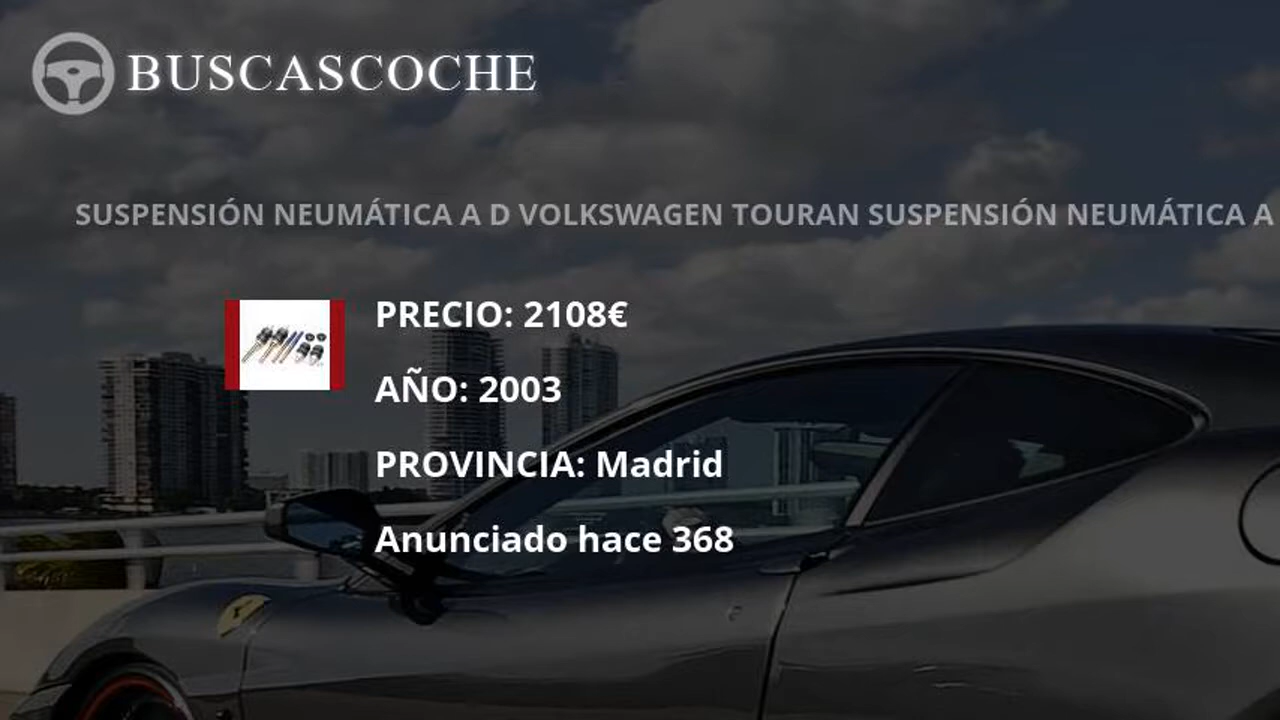 BUSCASCOCHE
SUSPENSIÓN NEUMÁTICA A D VOLKSWAGEN TOURAN SUSPENSIÓN NEUMÁTICA A
PRECIO: 2108€
AÑO: 2003
PROVINCIA: Madrid
Anunciado hace 368